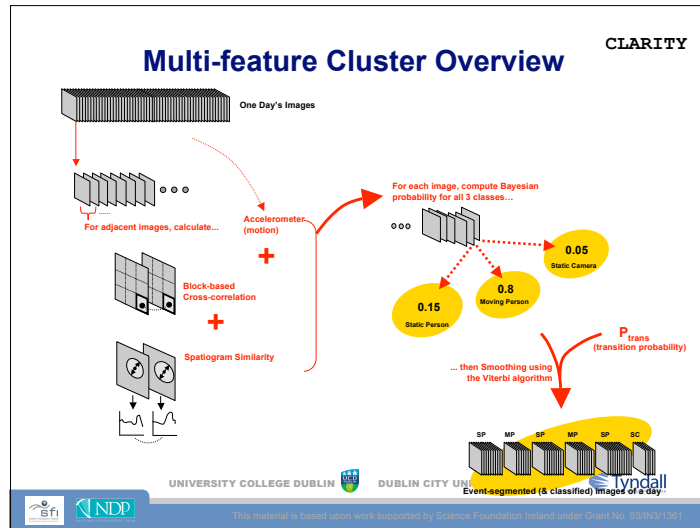 CLARITY
Multi-feature Cluster Overview
One Day's Images
For adjacent images, calculate...
Accelerometer
(motion)
+
Block-based
Cross-correlation
+
Spatiogram Similarity
For each image, compute Bayesian
probability for all 3 classes…
0.05
Static Camera
0.8
Moving Person
0.15
Static Person
Ptrans
(transition probability)
... then Smoothing using
the Viterbi algorithm
SP MP SP MP SP SC
Event-segmented (& classified) images of a day
UNIVERSITY COLLEGE DUBLIN UCD DUBLIN CITY UNI Tyndall
sfi NDP
This material is based upon work supported by Science Foundation Ireland under Grant No. 03/IN3/1361